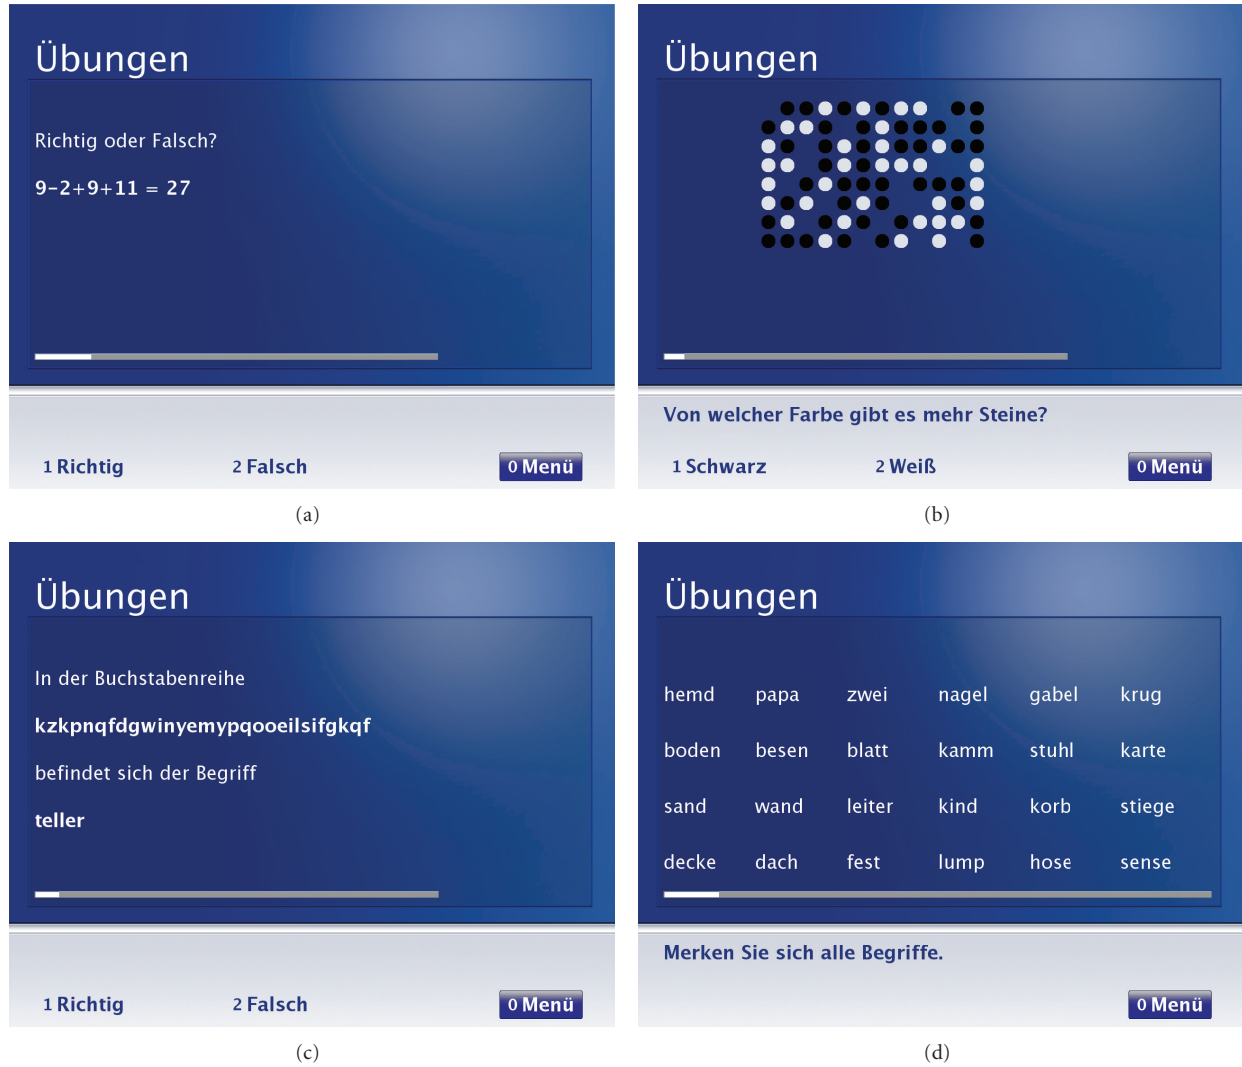 Übungen
Richtig oder Falsch?
9-2+9+11 = 27
1 Richtig 2 Falsch 0 Menü
(a)
Übungen
Von welcher Farbe gibt es mehr Steine?
1 Schwarz 2 Weiß 0 Menü
(b)
Übungen
In der Buchstabenreihe
kzkpnqfdgwinyemypqooeilsifgkqf
befindet sich der Begriff
teller
1 Richtig 2 Falsch 0 Menü
(c)
Übungen
hemd papa zwei nagel gabel krug
boden besen blatt kamm stuhl karte
sand wand leiter kind korb stiege
decke dach fest lump hose sense
Merken Sie sich alle Begriffe.
0 Menü
(d)